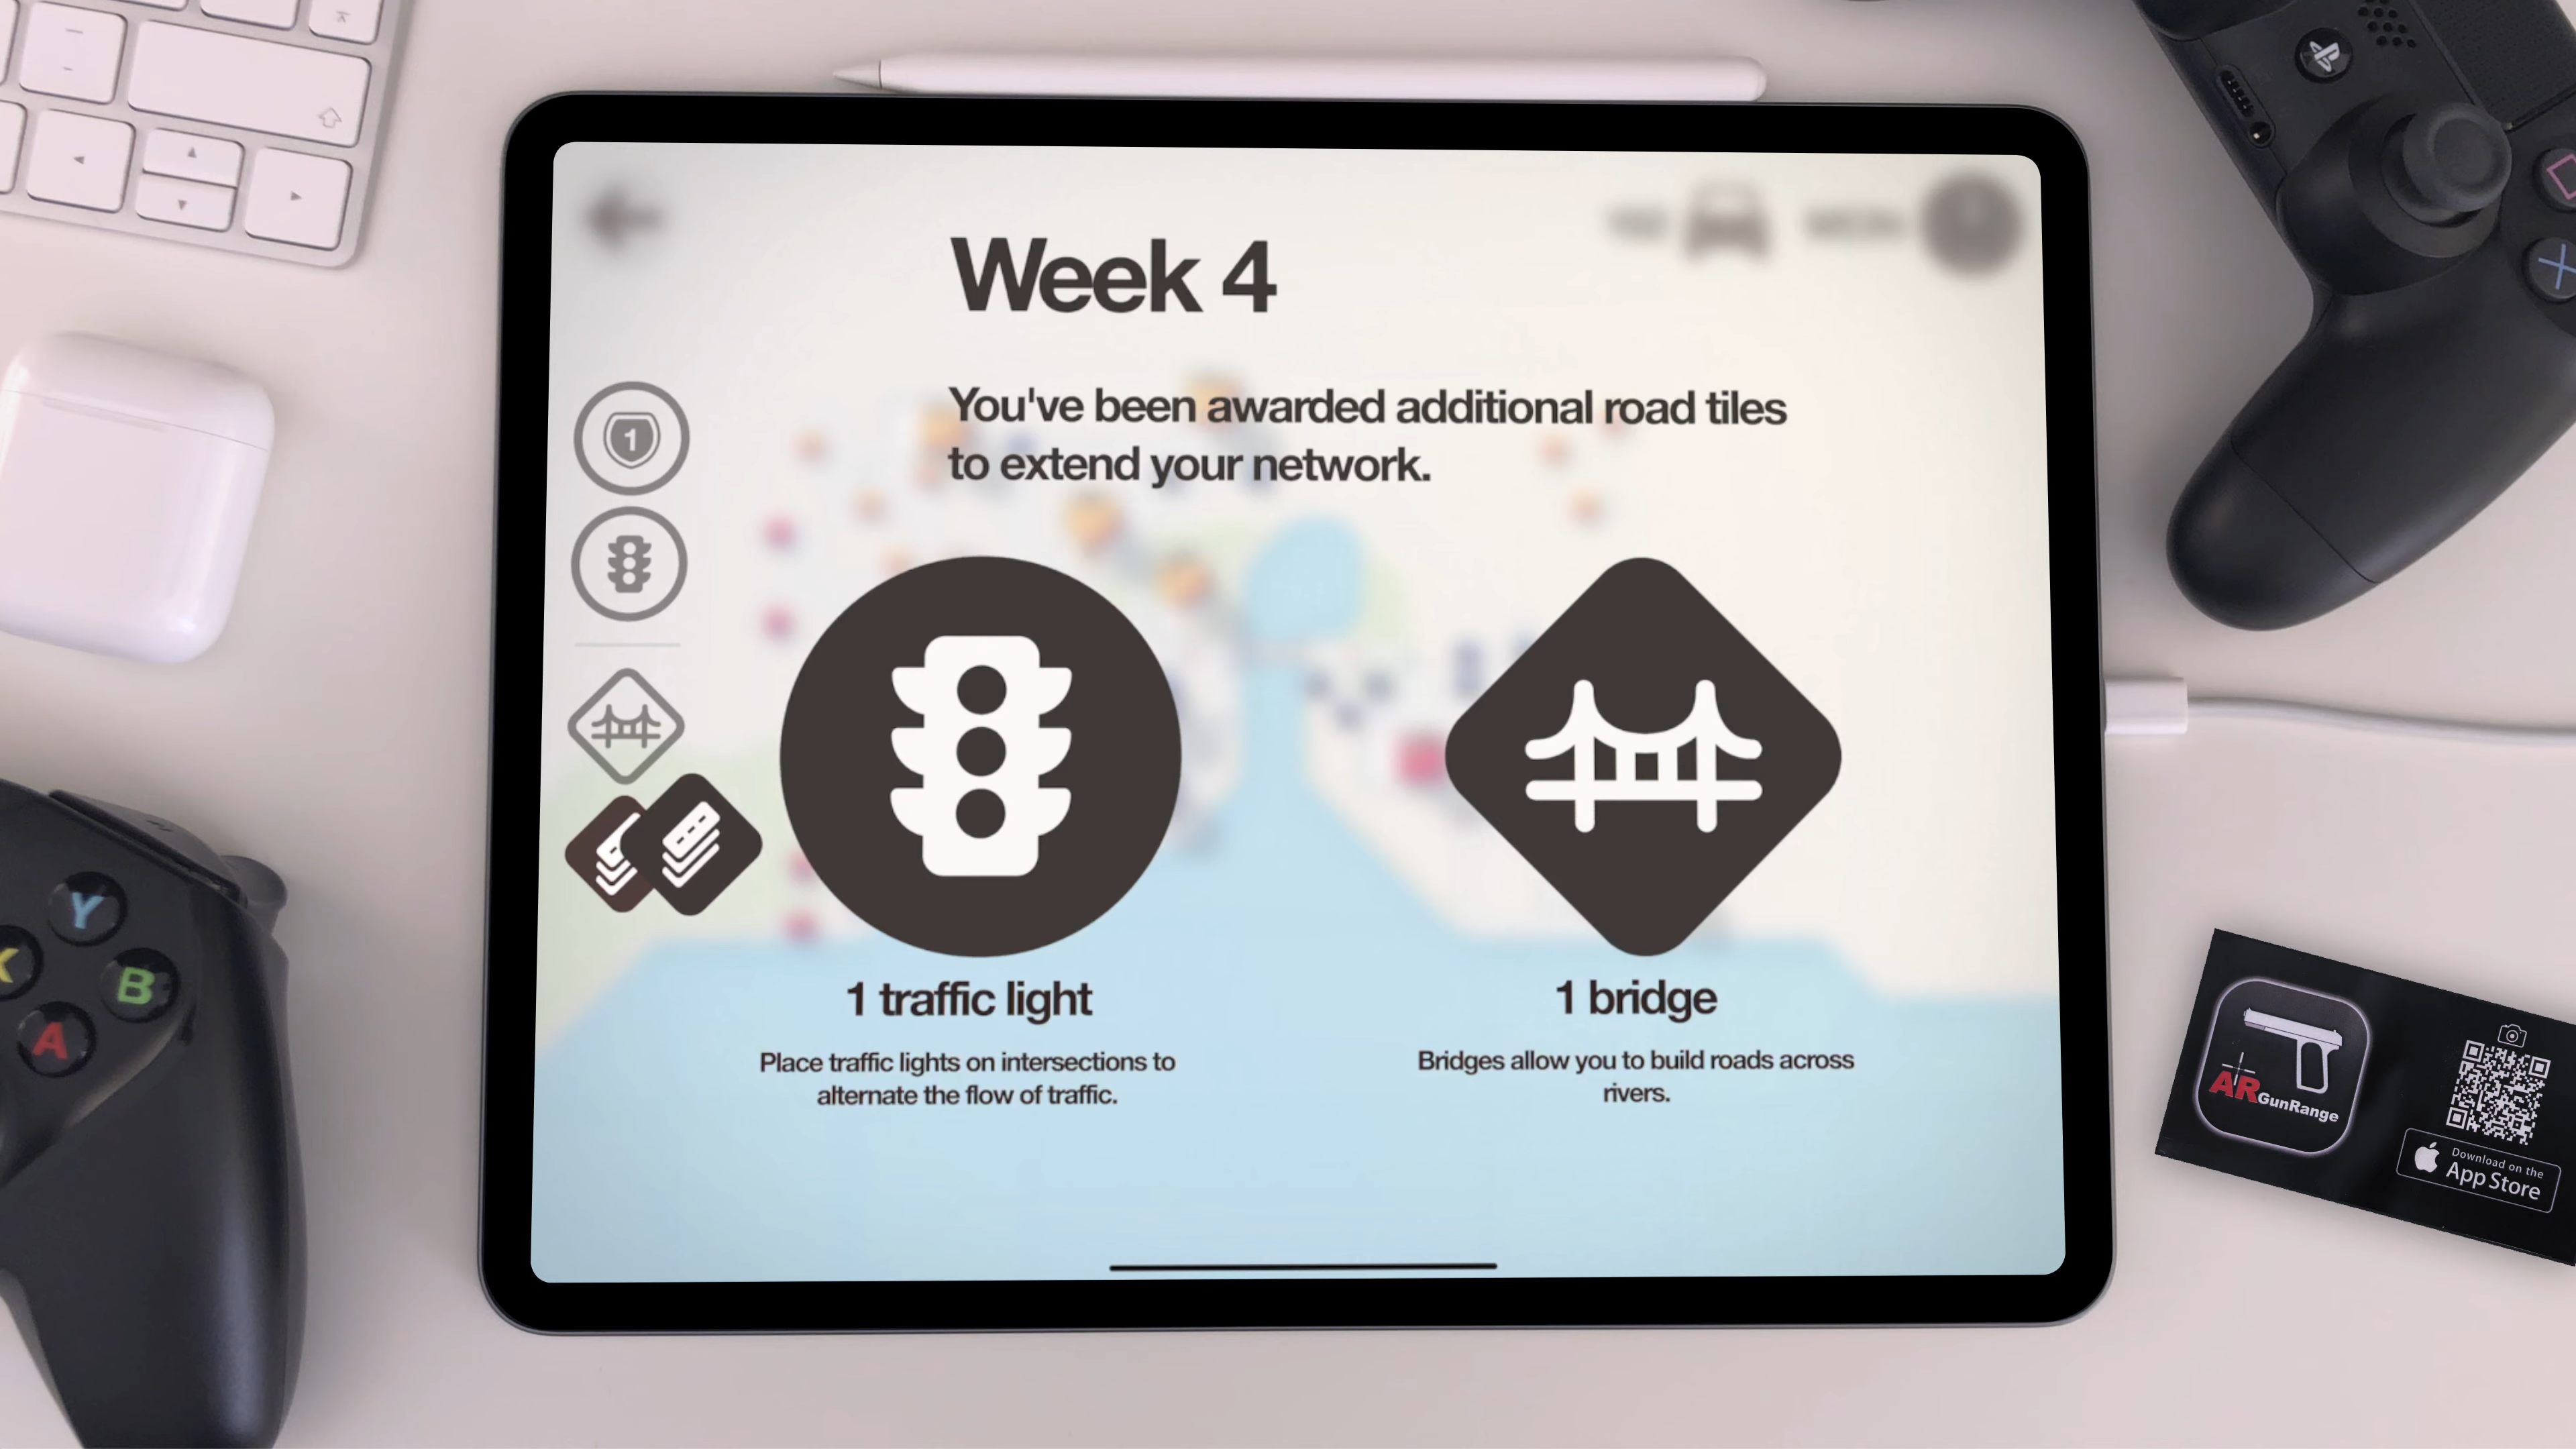 Week 4
You've been awarded additional road tiles
to extend your network.
1
1 traffic light
Place traffic lights on intersections to
alternate the flow of traffic.
1 bridge
Bridges allow you to build roads across
rivers.
Y
X
B
A
ARGunRange
Download on the
App Store